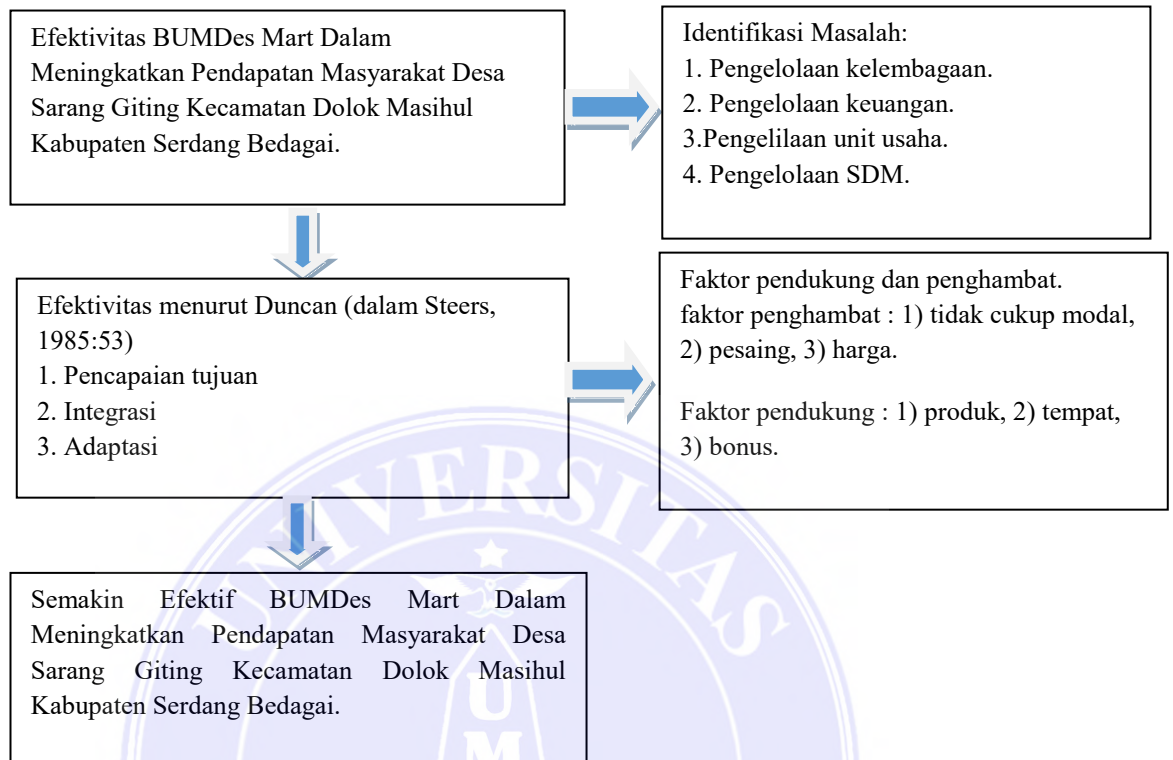 Efektivitas BUMDes Mart Dalam
Meningkatkan Pendapatan Masyarakat Desa
Sarang Giting Kecamatan Dolok Masihul
Kabupaten Serdang Bedagai.
Identifikasi Masalah:
1. Pengelolaan kelembagaan.
2. Pengelolaan keuangan.
3.Pengelilaan unit usaha.
4. Pengelolaan SDM.
Efektivitas menurut Duncan (dalam Steers,
1985:53)
1. Pencapaian tujuan
2. Integrasi
3. Adaptasi
Faktor pendukung dan penghambat.
faktor penghambat : 1) tidak cukup modal,
2) pesaing, 3) harga.
Faktor pendukung : 1) produk, 2) tempat,
3) bonus.
Semakin Efektif BUMDes Mart Dalam
Meningkatkan Pendapatan Masyarakat Desa
Sarang Giting Kecamatan Dolok Masihul
Kabupaten Serdang Bedagai.
UNIVERSITAS
U
M